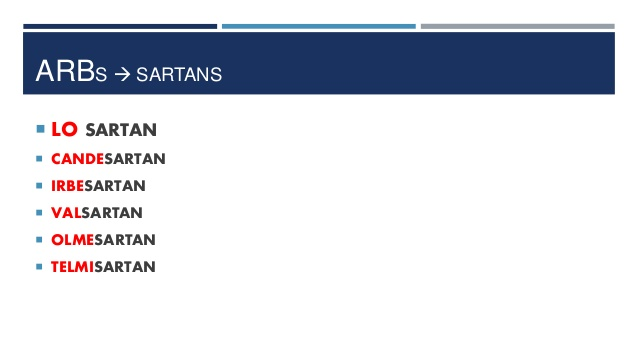 ARBs → SARTANS
LO SARTAN
CANDESARTAN
IRBESARTAN
VALSARTAN
OLMESARTAN
TELMISARTAN